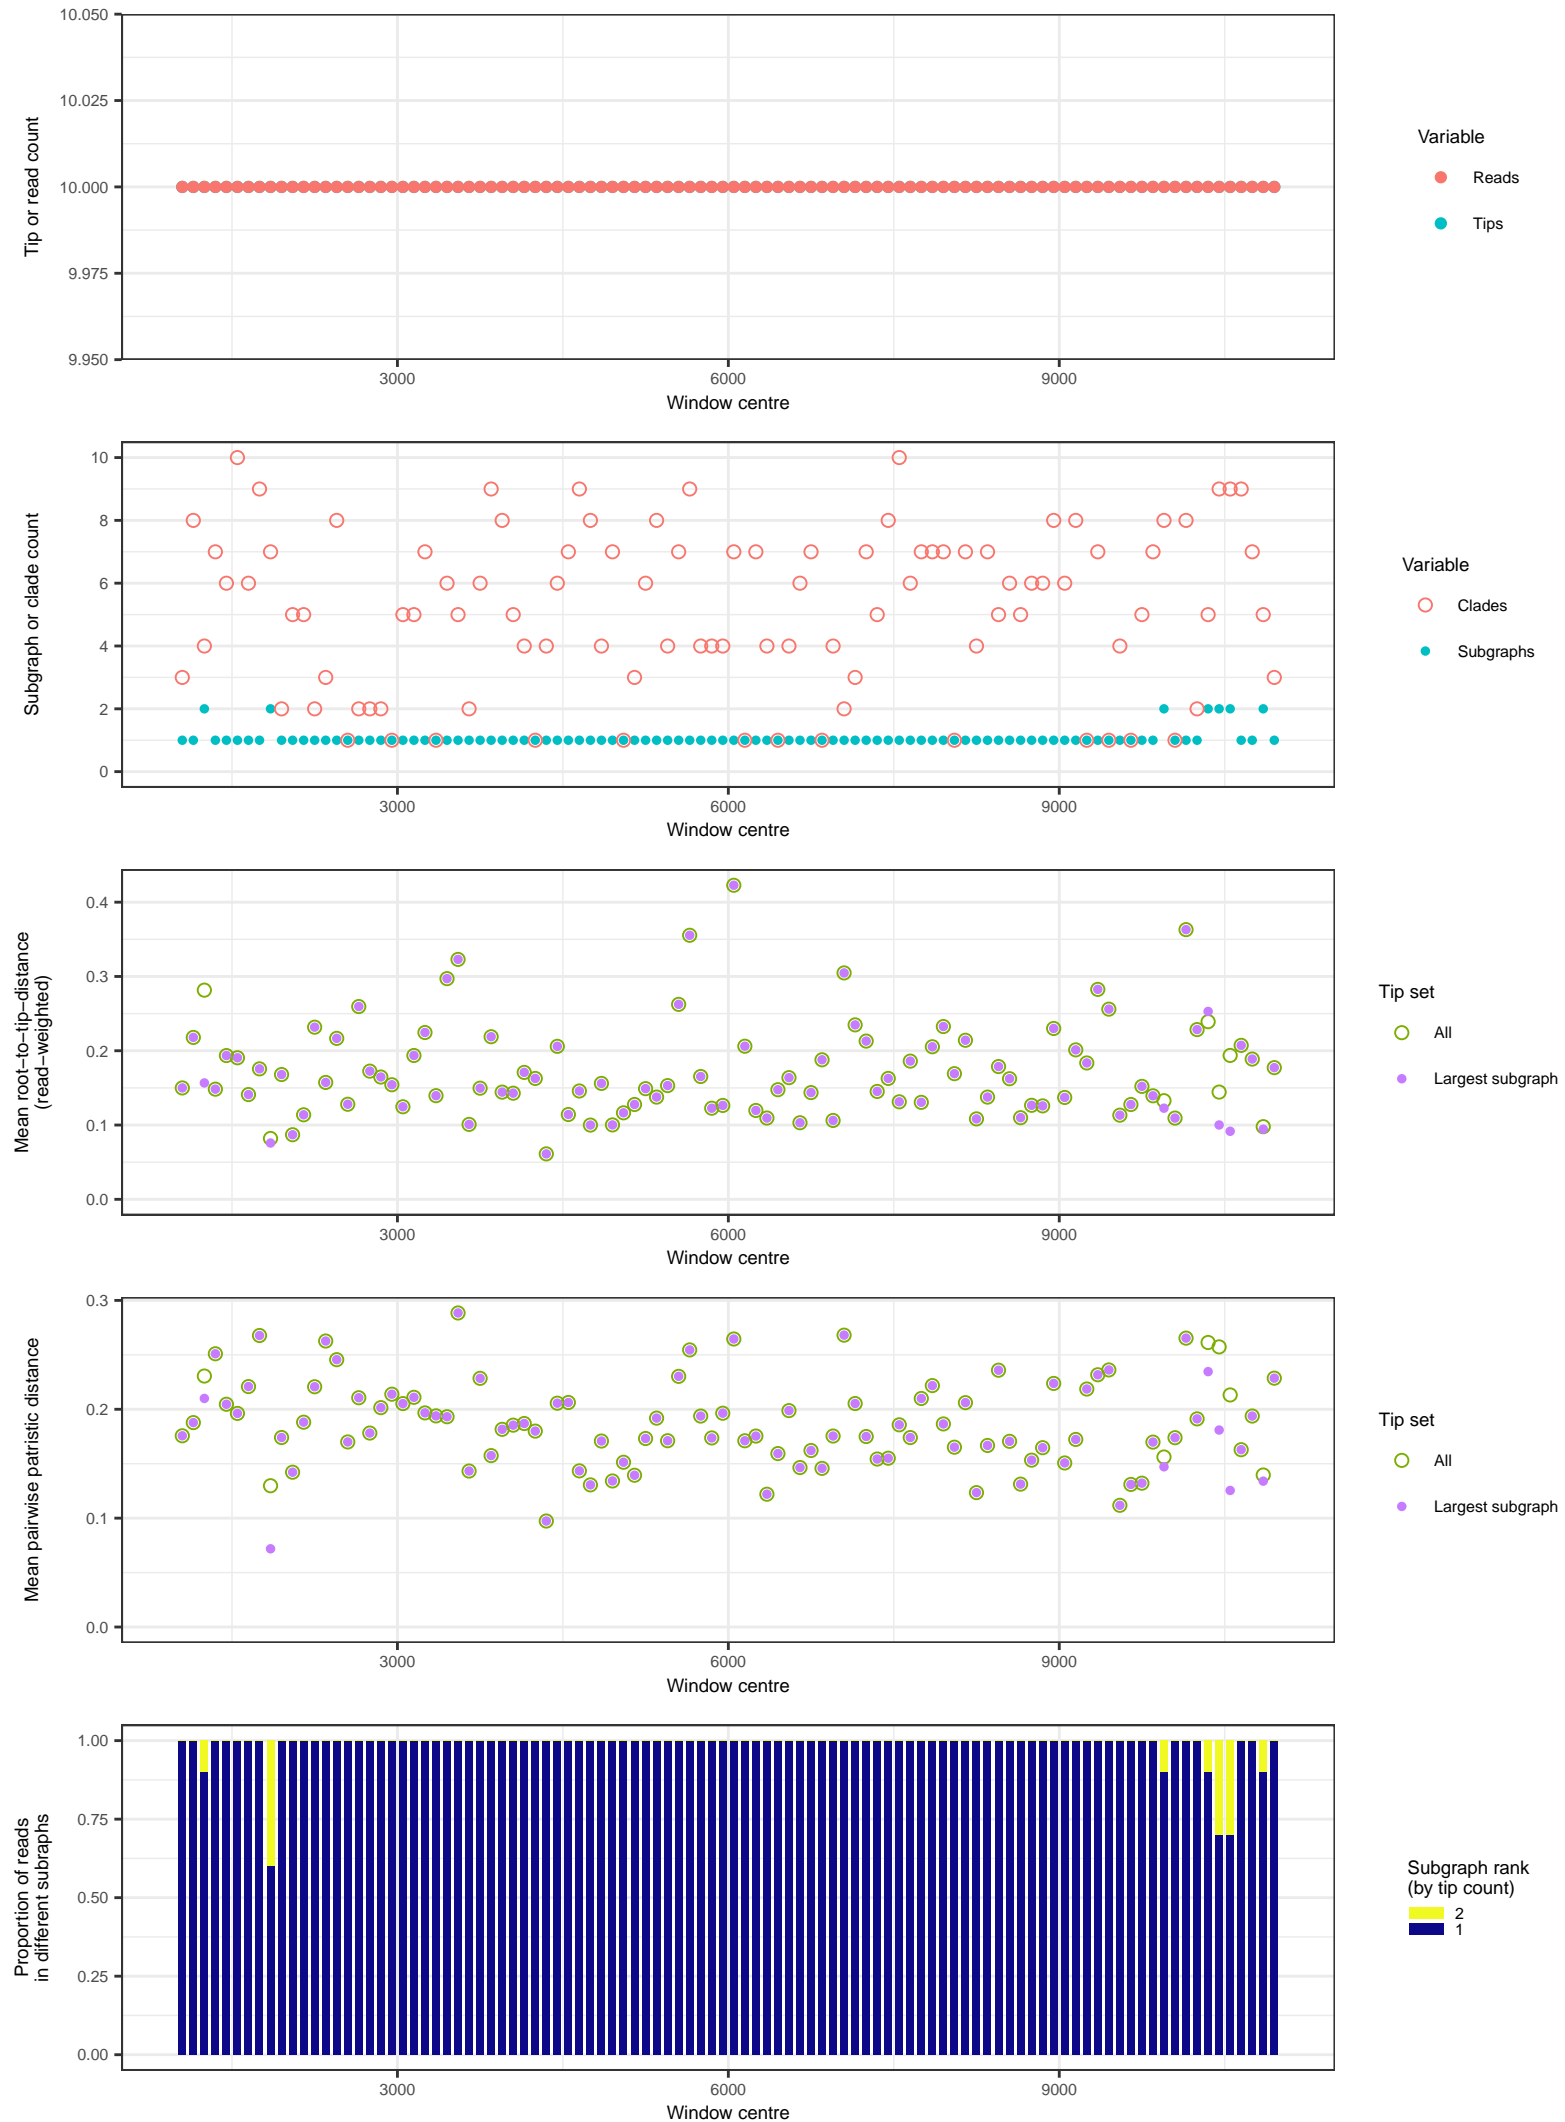 10.050
10.025
10.000
9.975
9.950
Tip or read count
3000 6000 9000
Window centre
Variable
Reads
Tips
10
8
6
4
2
0
Subgraph or clade count
3000 6000 9000
Window centre
Variable
Clades
Subgraphs
0.4
0.3
0.2
0.1
0.0
Mean root−to−tip−distance
(read−weighted)
3000 6000 9000
Window centre
Tip set
All
Largest subgraph
0.3
0.2
0.1
0.0
Mean pairwise patristic distance
3000 6000 9000
Window centre
Tip set
All
Largest subgraph
1.00
0.75
0.50
0.25
0.00
Proportion of reads
in different subraphs
3000 6000 9000
Window centre
Subgraph rank
(by tip count)
2
1